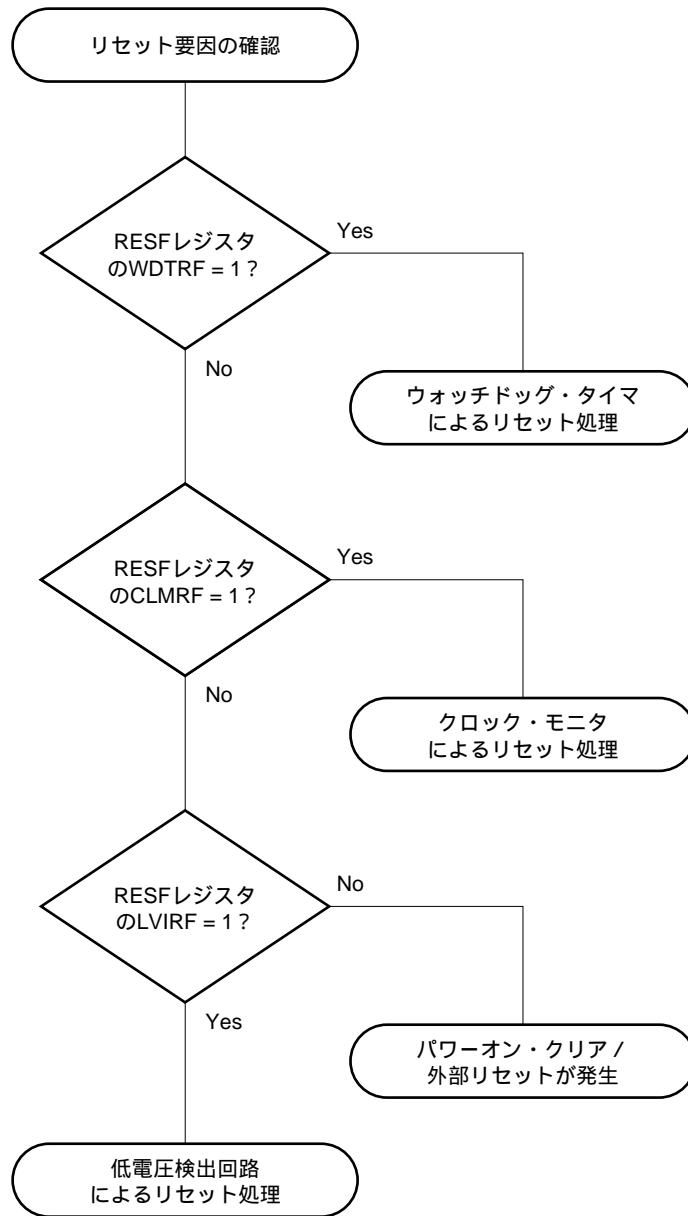 リセット要因の確認
RESFレジスタ
のWDTRF = 1？
Yes
No
ウォッチドッグ・タイマ
によるリセット処理
RESFレジスタ
のCLMRF = 1？
Yes
No
クロック・モニタ
によるリセット処理
RESFレジスタ
のLVIRF = 1？
No
Yes
パワーオン・クリア /
外部リセットが発生
低電圧検出回路
によるリセット処理